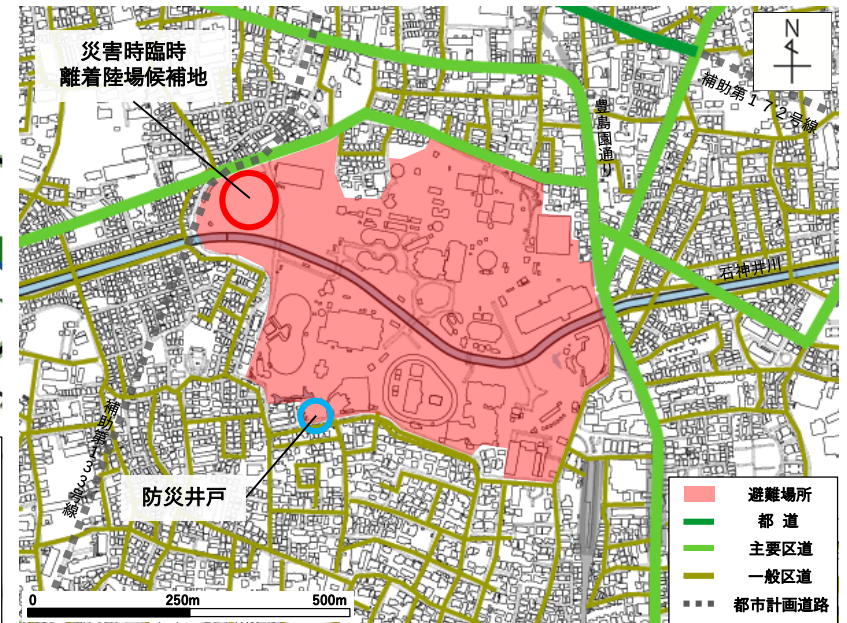 災害時臨時
離着陸場候補地
N
補助第172号線
豊島園通り
石神井川
補助第133号線
防災井戸
避難場所
都 道
主要区道
一般区道
都市計画道路
0 250m 500m